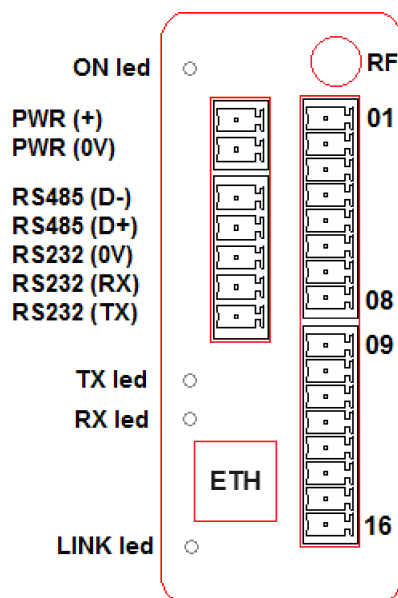 ON led
RF
PWR (+)
01
PWR (0V)
RS485 (D-)
RS485 (D+)
RS232 (0V)
RS232 (RX)
08
RS232 (TX)
09
TX led
RX led
ETH
16
LINK led